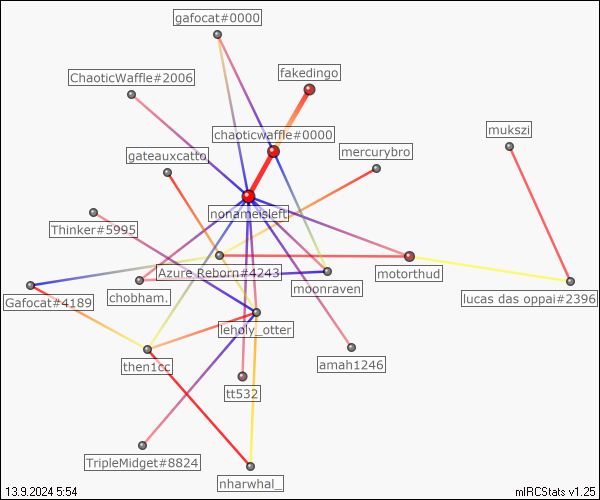 gafocat#0000
fakedingo
ChaoticWaffle#2006
chaoticwaffle#0000
mukszi
gateauxcatto
mercurybro
nonameisleft
Thinker#5995
Azure Reborn#4243
motorthud
moonraven
Gafocat#4189
chobham.
lucas das oppai#2396
leholy_otter
then1cc
amah1246
tt532
TripleMidget#8824
nharwhal_
13.9.2024 5:54
mIRCStats v1.25